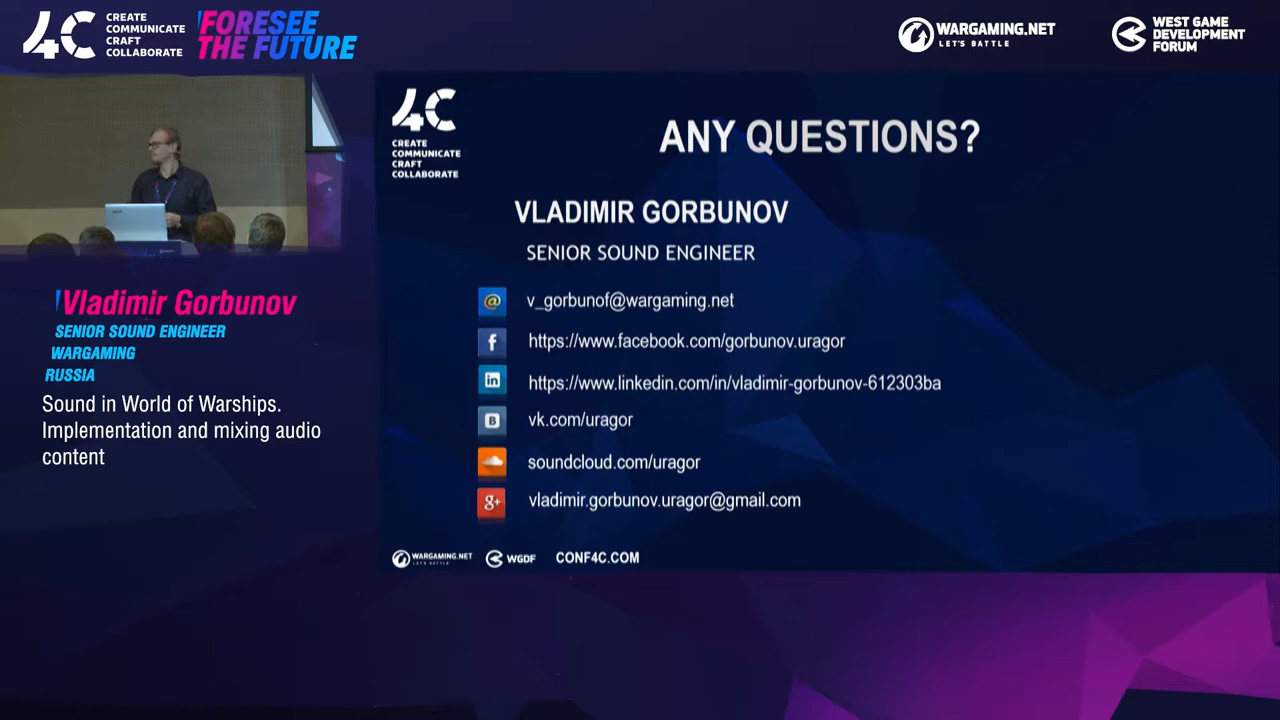 4C
CREATE
COMMUNICATE
CRAFT
COLLABORATE
FORESEE
THE FUTURE
WARGAMING.NET
LET'S BATTLE
WEST GAME
DEVELOPMENT
FORUM
4C
CREATE
COMMUNICATE
CRAFT
COLLABORATE
ANY QUESTIONS?
VLADIMIR GORBUNOV
SENIOR SOUND ENGINEER
@ v_gorbunof@wargaming.net
f https://www.facebook.com/gorbunov.uragor
in https://www.linkedin.com/in/vladimir-gorbunov-612303ba
B vk.com/uragor
soundcloud.com/uragor
g+ vladimir.gorbunov.uragor@gmail.com
WARGAMING.NET
LET'S BATTLE
WGDF
CONF4C.COM
Vladimir Gorbunov
SENIOR SOUND ENGINEER
WARGAMING
RUSSIA
Sound in World of Warships.
Implementation and mixing audio
content